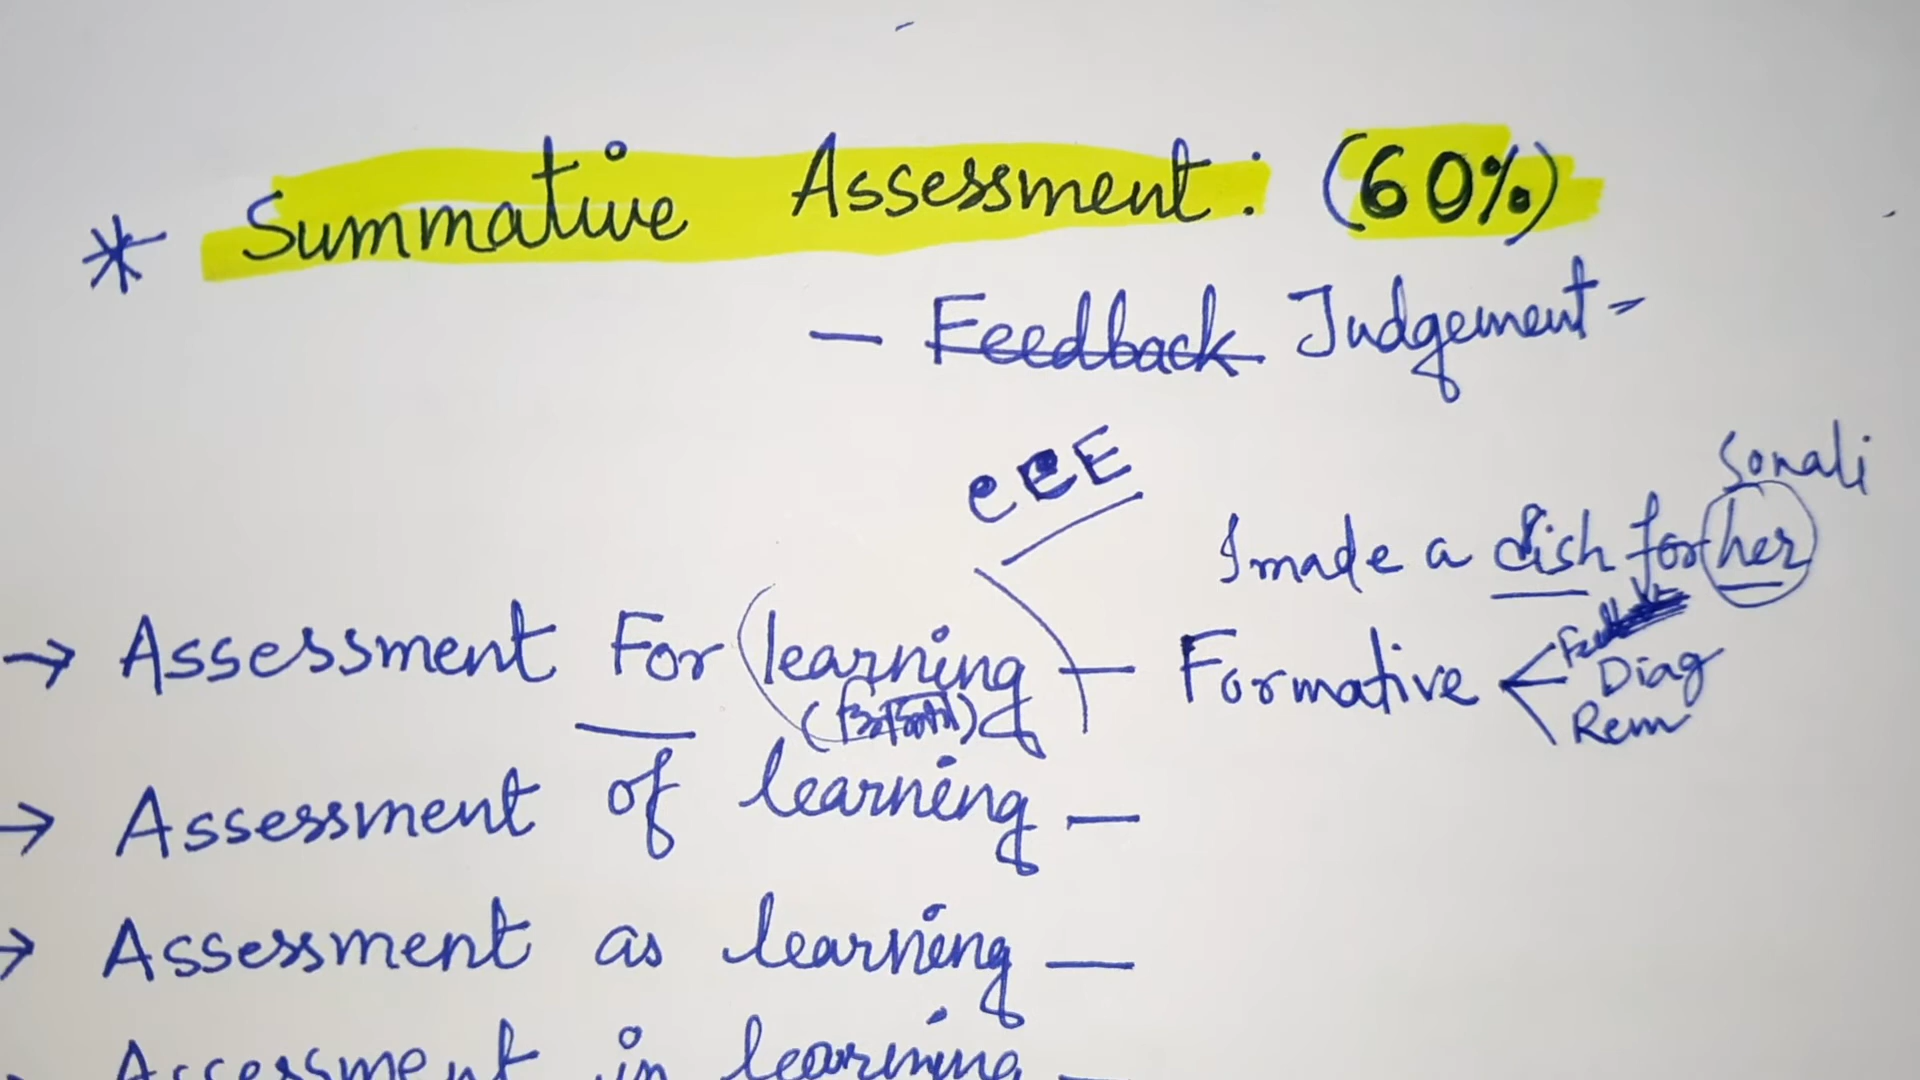 * Summative Assessment: (60%)
- Feedback Judgement -
CCE
Sonali
I made a dish for her
→ Assessment For learning — Formative
Diag
Rem
→ Assessment of learning —
→ Assessment as learning —
Assessment in learning —